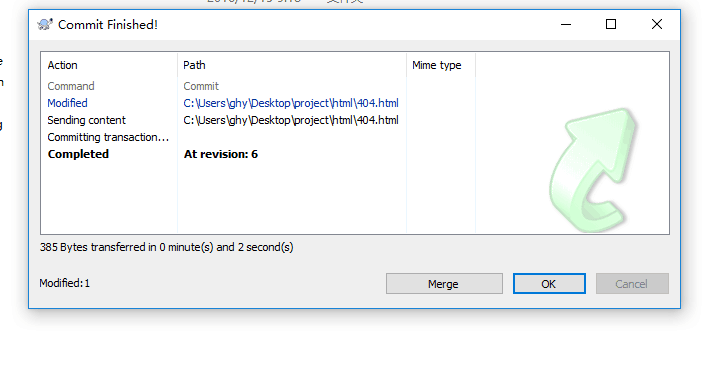 Commit Finished!
Action Path Mime type
Command Commit
Modified C:\Users\ghy\Desktop\project\html\404.html
Sending content C:\Users\ghy\Desktop\project\html\404.html
Committing transaction...
Completed At revision: 6
385 Bytes transferred in 0 minute(s) and 2 second(s)
Modified:1
Merge OK Cancel